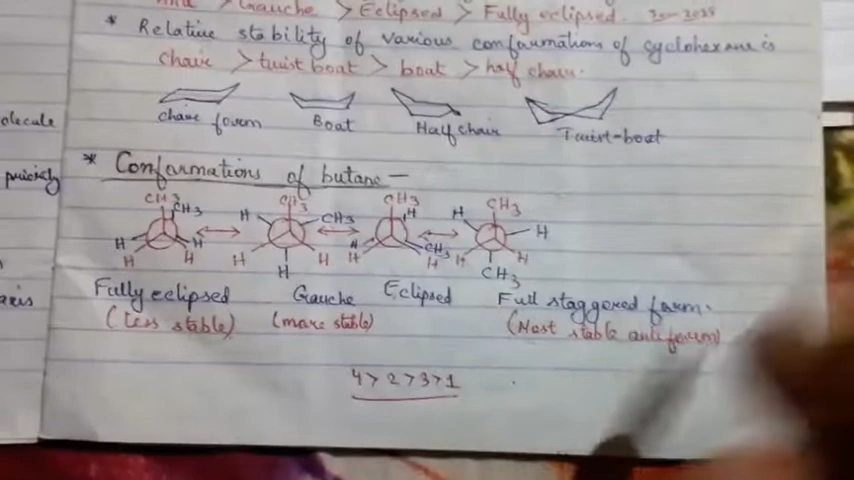 > Gauche > Eclipsed > Fully eclipsed.
* Relative stability of various conformations of cyclohexane is
chair > twist boat > boat > half chair.
chair form Boat Half chair Twist-boat
olecule
* Conformations of butane —
CH3 CH3 H H H H
CH3 H CH3 H H H
CH3 H H H CH3 H
CH3 H H H H CH3
Fully eclipsed Gauche Eclipsed Full staggered form.
(less stable) (more stable) (Most stable anti form)
axis
4 > 2 > 3 > 1